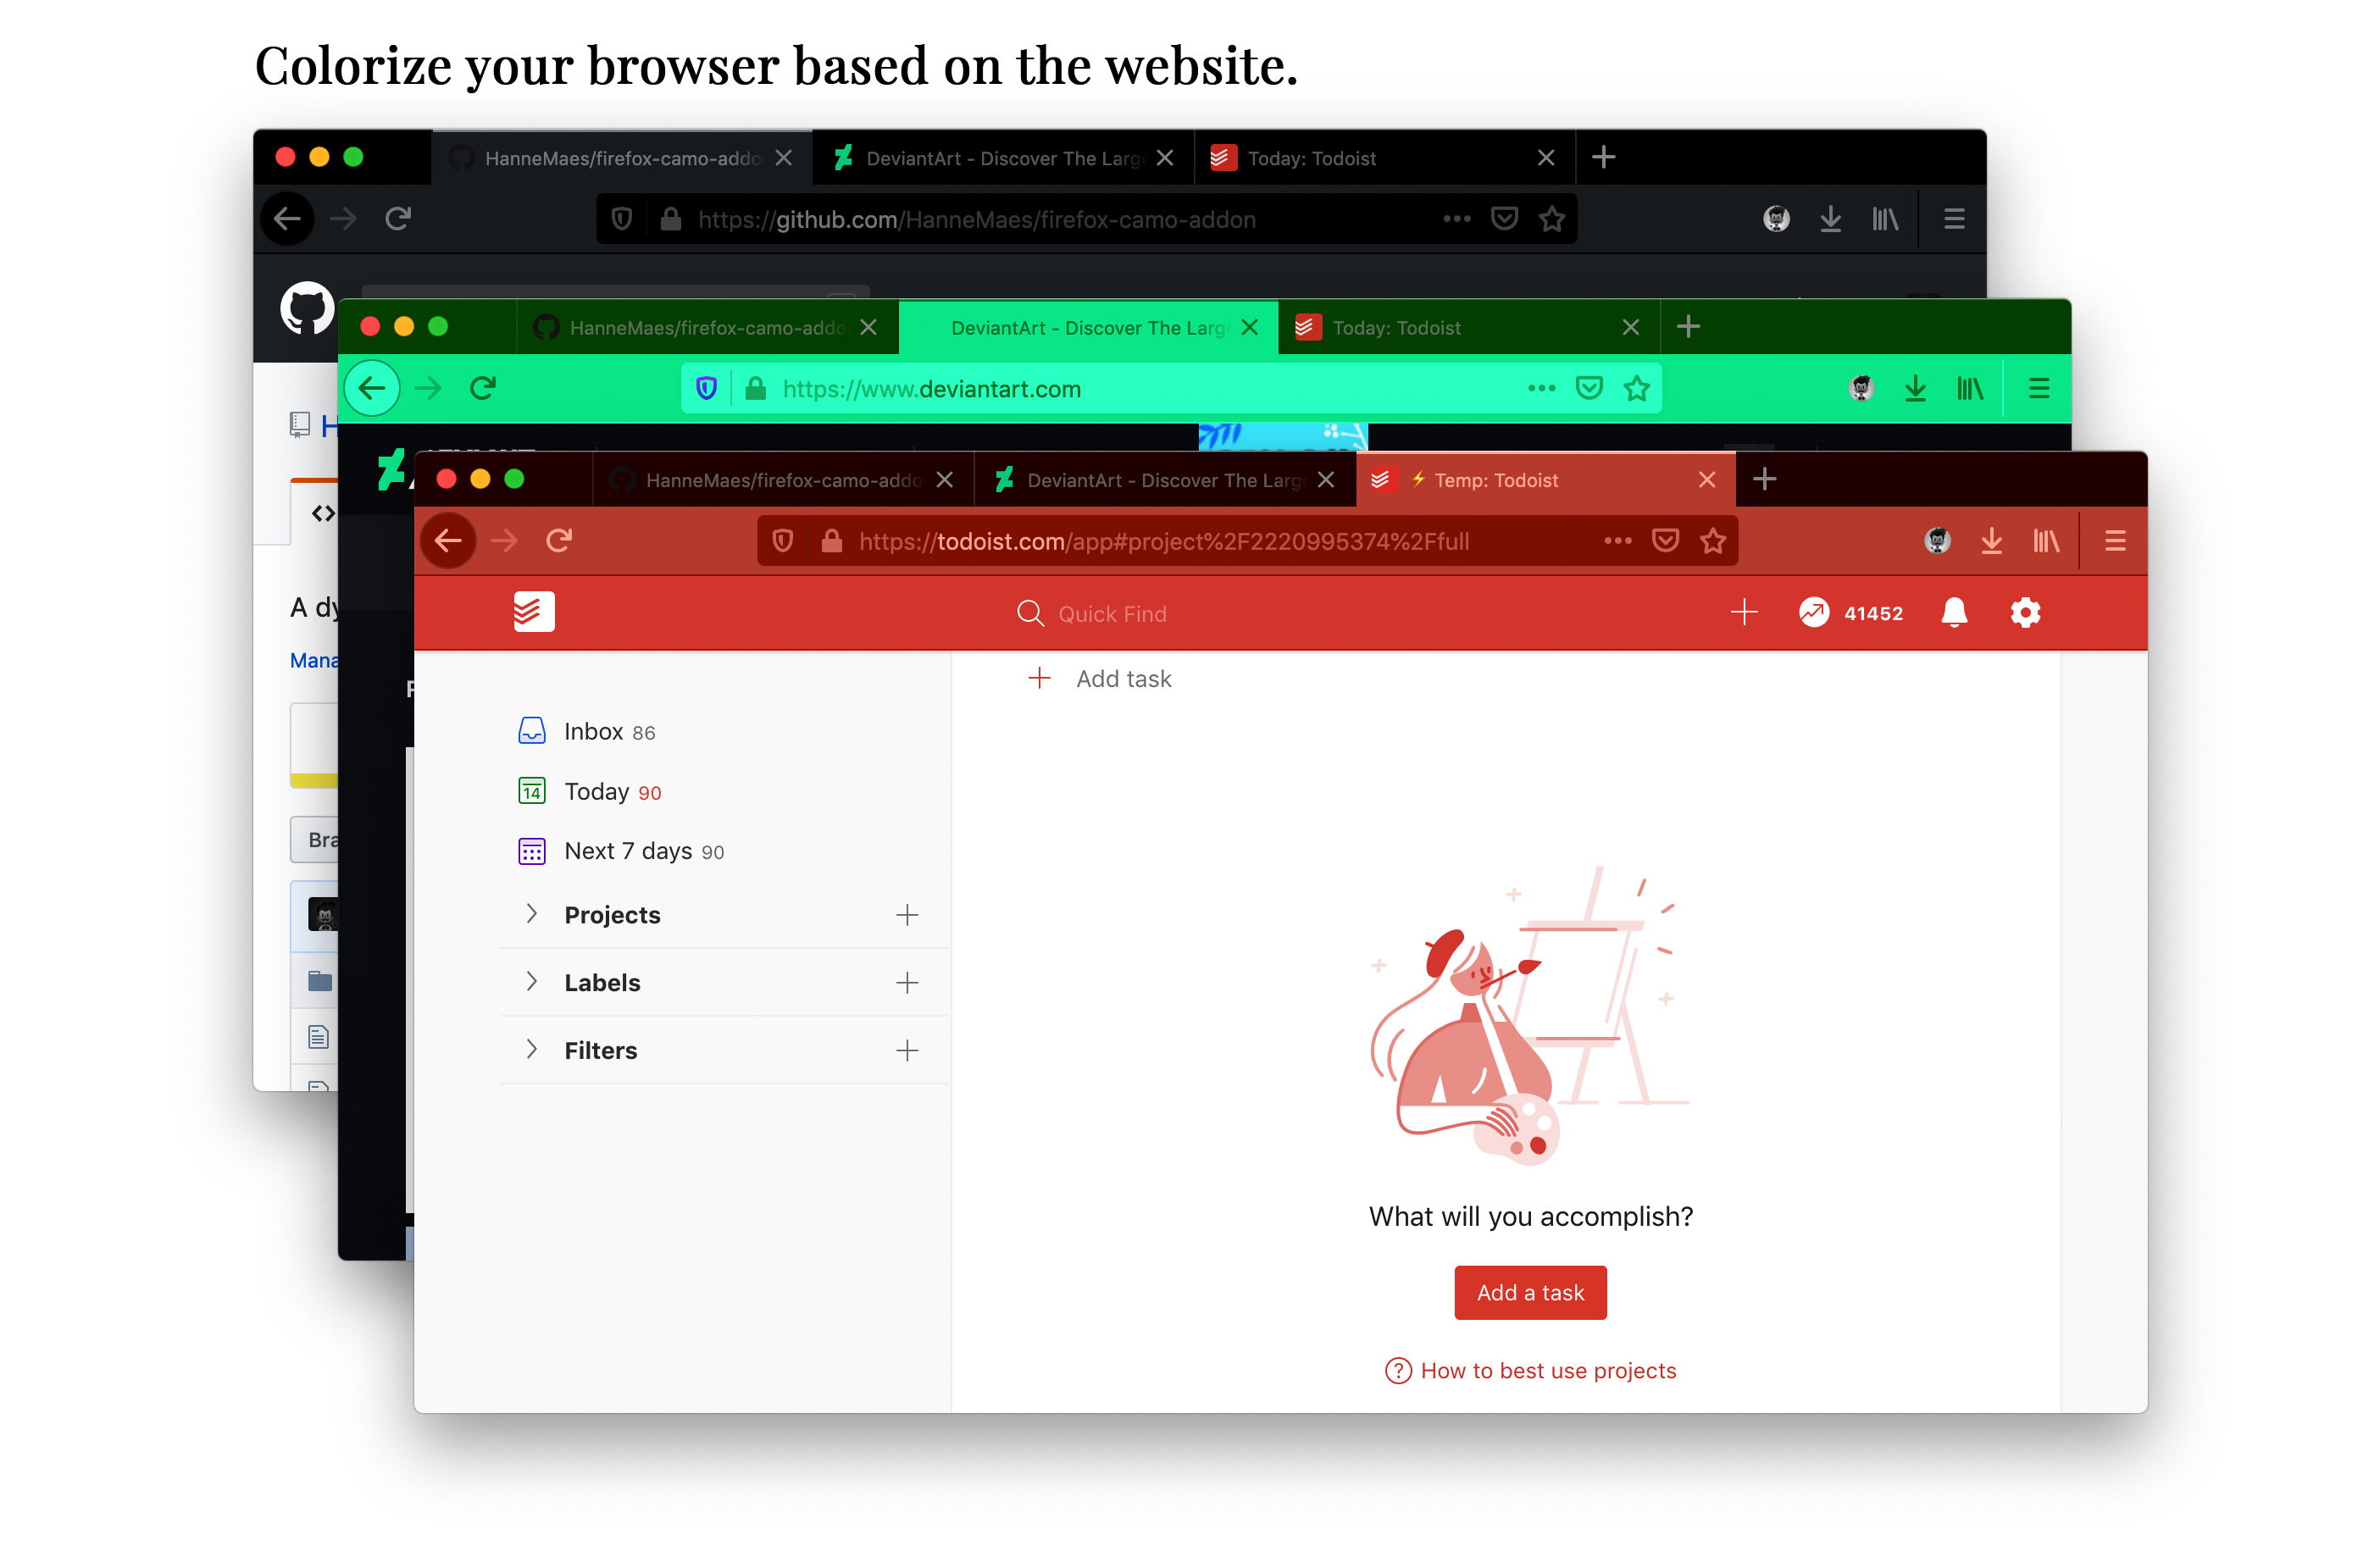 Colorize your browser based on the website.
HanneMaes/firefox-camo-addo
DeviantArt - Discover The Larg
Today: Todoist
https://github.com/HanneMaes/firefox-camo-addon
HanneMaes/firefox-camo-addo
DeviantArt - Discover The Larg
Today: Todoist
https://www.deviantart.com
HanneMaes/firefox-camo-addo
DeviantArt - Discover The Larg
⚡ Temp: Todoist
https://todoist.com/app#project%2F2220995374%2Ffull
H
A dy
Mana
Bra
Quick Find
41452
Add task
Inbox 86
14
Today 90
Next 7 days 90
Projects
Labels
Filters
What will you accomplish?
Add a task
? How to best use projects